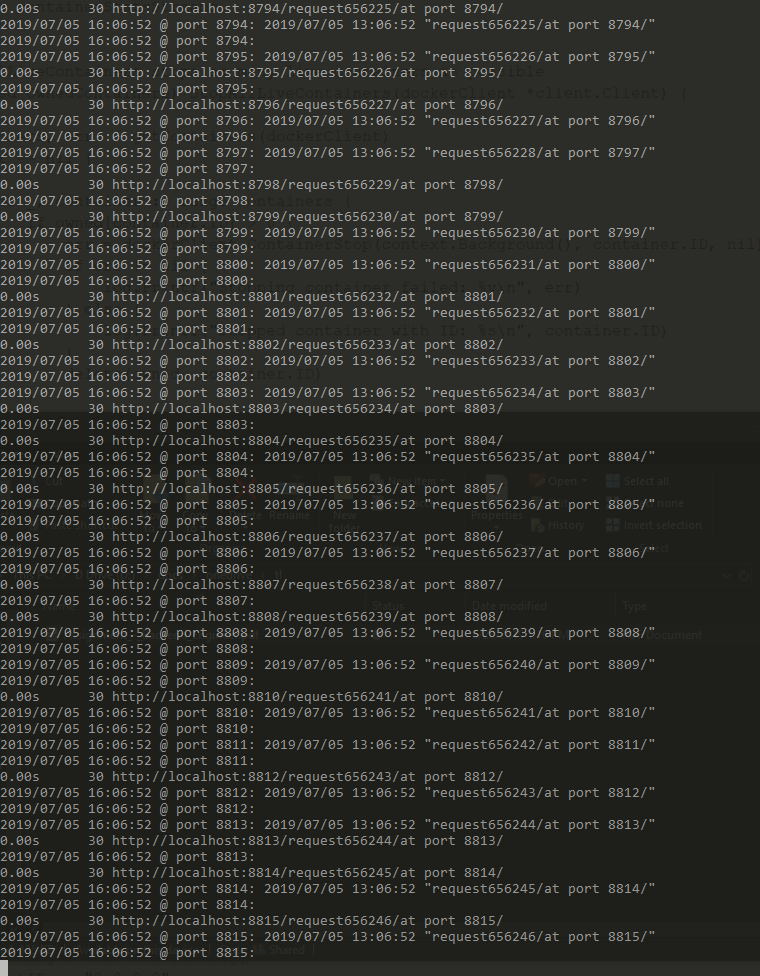 0.00s      30 http://localhost:8794/request656225/at port 8794/
2019/07/05 16:06:52 @ port 8794: 2019/07/05 13:06:52 "request656225/at port 8794/"
2019/07/05 16:06:52 @ port 8794:
2019/07/05 16:06:52 @ port 8795: 2019/07/05 13:06:52 "request656226/at port 8795/"
0.00s      30 http://localhost:8795/request656226/at port 8795/
2019/07/05 16:06:52 @ port 8795:
0.00s      30 http://localhost:8796/request656227/at port 8796/
2019/07/05 16:06:52 @ port 8796: 2019/07/05 13:06:52 "request656227/at port 8796/"
2019/07/05 16:06:52 @ port 8796:
2019/07/05 16:06:52 @ port 8797: 2019/07/05 13:06:52 "request656228/at port 8797/"
2019/07/05 16:06:52 @ port 8797:
0.00s      30 http://localhost:8798/request656229/at port 8798/
2019/07/05 16:06:52 @ port 8798:
0.00s      30 http://localhost:8799/request656230/at port 8799/
2019/07/05 16:06:52 @ port 8799: 2019/07/05 13:06:52 "request656230/at port 8799/"
2019/07/05 16:06:52 @ port 8799:
2019/07/05 16:06:52 @ port 8800: 2019/07/05 13:06:52 "request656231/at port 8800/"
2019/07/05 16:06:52 @ port 8800:
0.00s      30 http://localhost:8801/request656232/at port 8801/
2019/07/05 16:06:52 @ port 8801: 2019/07/05 13:06:52 "request656232/at port 8801/"
2019/07/05 16:06:52 @ port 8801:
0.00s      30 http://localhost:8802/request656233/at port 8802/
2019/07/05 16:06:52 @ port 8802: 2019/07/05 13:06:52 "request656233/at port 8802/"
2019/07/05 16:06:52 @ port 8802:
2019/07/05 16:06:52 @ port 8803: 2019/07/05 13:06:52 "request656234/at port 8803/"
0.00s      30 http://localhost:8803/request656234/at port 8803/
2019/07/05 16:06:52 @ port 8803:
0.00s      30 http://localhost:8804/request656235/at port 8804/
2019/07/05 16:06:52 @ port 8804: 2019/07/05 13:06:52 "request656235/at port 8804/"
2019/07/05 16:06:52 @ port 8804:
0.00s      30 http://localhost:8805/request656236/at port 8805/
2019/07/05 16:06:52 @ port 8805: 2019/07/05 13:06:52 "request656236/at port 8805/"
2019/07/05 16:06:52 @ port 8805:
0.00s      30 http://localhost:8806/request656237/at port 8806/
2019/07/05 16:06:52 @ port 8806: 2019/07/05 13:06:52 "request656237/at port 8806/"
2019/07/05 16:06:52 @ port 8806:
0.00s      30 http://localhost:8807/request656238/at port 8807/
2019/07/05 16:06:52 @ port 8807:
0.00s      30 http://localhost:8808/request656239/at port 8808/
2019/07/05 16:06:52 @ port 8808: 2019/07/05 13:06:52 "request656239/at port 8808/"
2019/07/05 16:06:52 @ port 8808:
2019/07/05 16:06:52 @ port 8809: 2019/07/05 13:06:52 "request656240/at port 8809/"
2019/07/05 16:06:52 @ port 8809:
0.00s      30 http://localhost:8810/request656241/at port 8810/
2019/07/05 16:06:52 @ port 8810: 2019/07/05 13:06:52 "request656241/at port 8810/"
2019/07/05 16:06:52 @ port 8810:
2019/07/05 16:06:52 @ port 8811: 2019/07/05 13:06:52 "request656242/at port 8811/"
2019/07/05 16:06:52 @ port 8811:
0.00s      30 http://localhost:8812/request656243/at port 8812/
2019/07/05 16:06:52 @ port 8812: 2019/07/05 13:06:52 "request656243/at port 8812/"
2019/07/05 16:06:52 @ port 8812:
2019/07/05 16:06:52 @ port 8813: 2019/07/05 13:06:52 "request656244/at port 8813/"
0.00s      30 http://localhost:8813/request656244/at port 8813/
2019/07/05 16:06:52 @ port 8813:
0.00s      30 http://localhost:8814/request656245/at port 8814/
2019/07/05 16:06:52 @ port 8814: 2019/07/05 13:06:52 "request656245/at port 8814/"
2019/07/05 16:06:52 @ port 8814:
0.00s      30 http://localhost:8815/request656246/at port 8815/
2019/07/05 16:06:52 @ port 8815: 2019/07/05 13:06:52 "request656246/at port 8815/"
2019/07/05 16:06:52 @ port 8815: